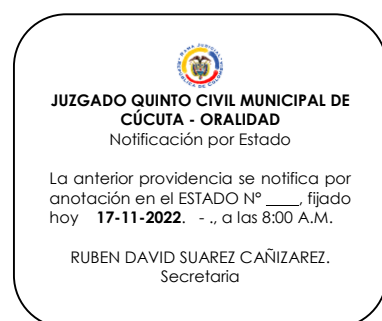 JUZGADO QUINTO CIVIL MUNICIPAL DE
CÚCUTA - ORALIDAD
Notificación por Estado
La anterior providencia se notifica por
anotación en el ESTADO N° ____, fijado
hoy 17-11-2022. - ., a las 8:00 A.M.
RUBEN DAVID SUAREZ CAÑIZAREZ.
Secretaria